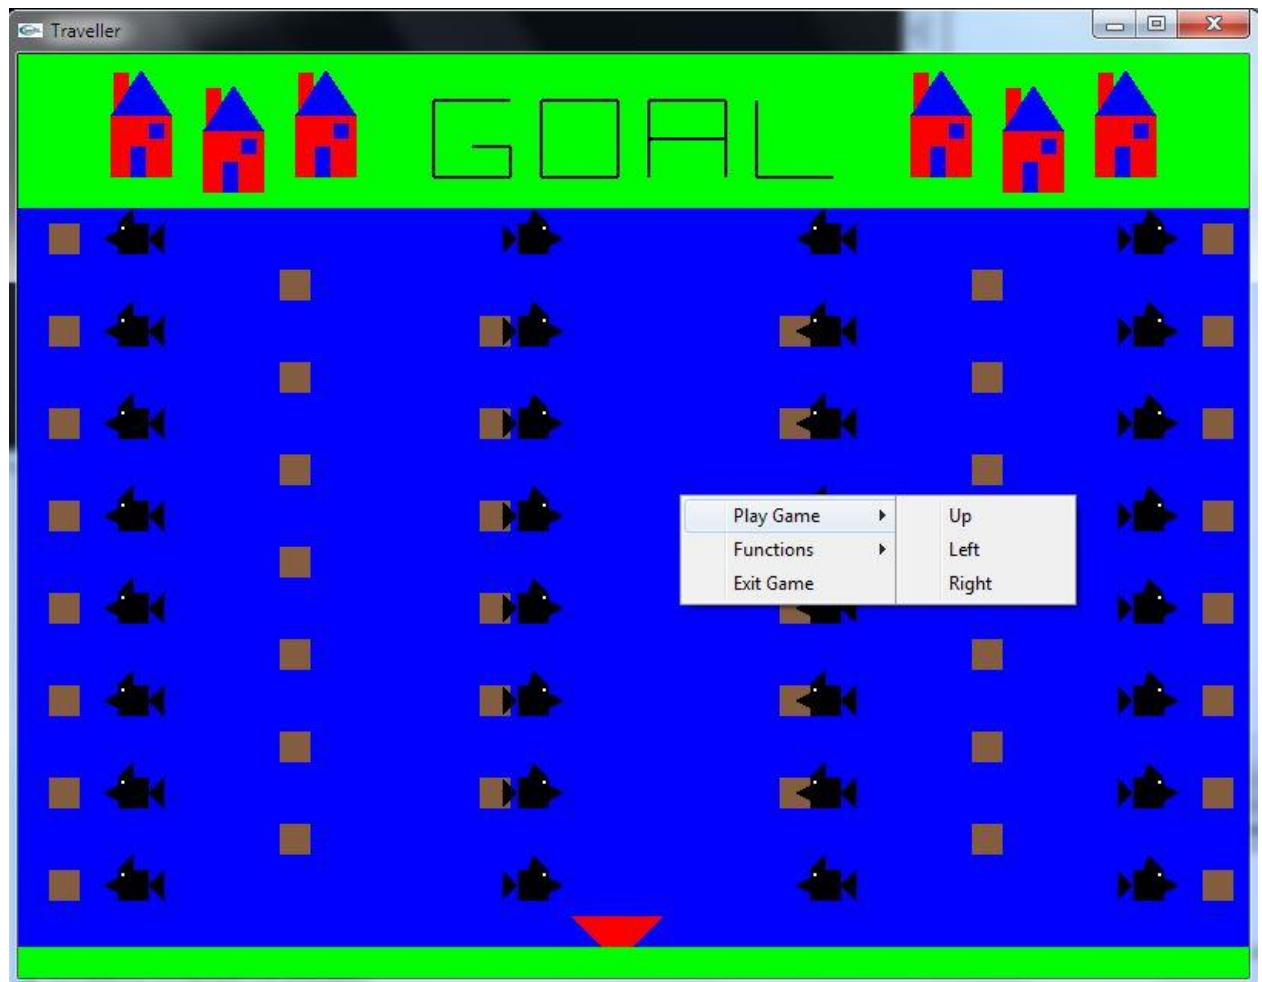 Traveller
GOAL
Play Game
Up
Functions
Left
Exit Game
Right